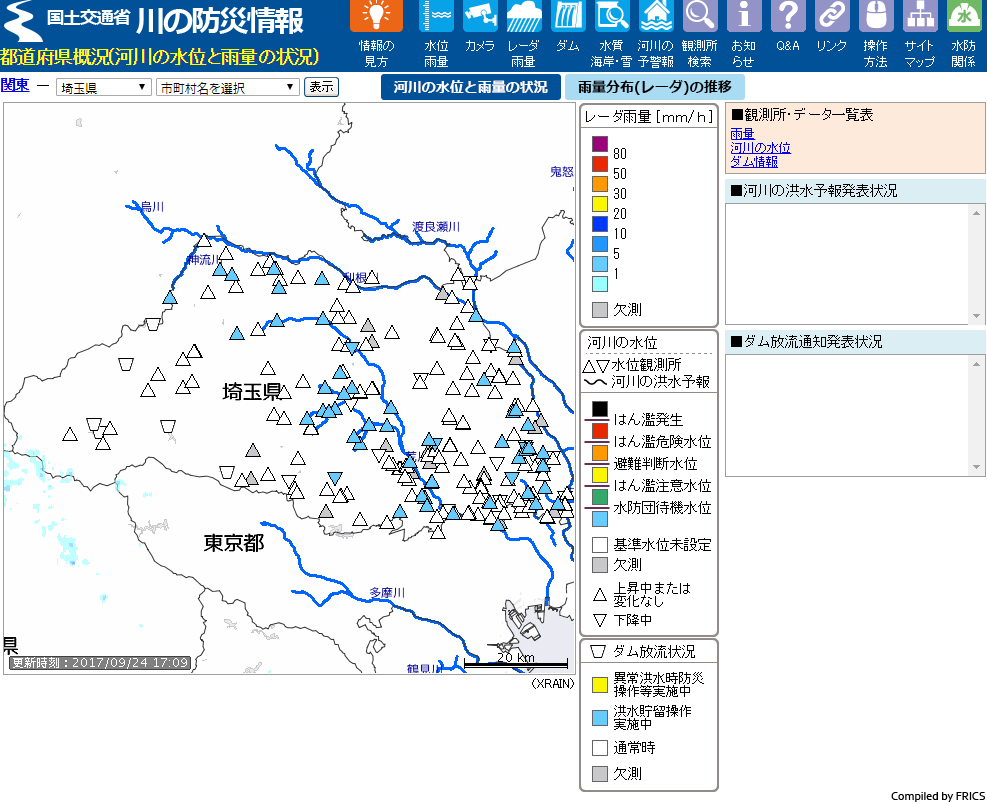 国土交通省 川の防災情報
都道府県概況(河川の水位と雨量の状況)
情報の
見方
水位
雨量
カメラ
レーダ
雨量
ダム
水質
海岸・雪
河川の
予警報
観測所
検索
お知
らせ
Q&A
リンク
操作
方法
サイト
マップ
水防
関係
関東 ― 埼玉県 市町村名を選択 表示
河川の水位と雨量の状況 雨量分布(レーダ)の推移
烏川
神流川
利根川
渡良瀬川
鬼怒
埼玉県
東京都
多摩川
鶴見川
県
20 km
更新時刻:2017/09/24 17:09
(XRAIN)
レーダ雨量 [mm/h]
80
50
30
20
10
5
1
欠測
河川の水位
△▽水位観測所
河川の洪水予報
はん濫発生
はん濫危険水位
避難判断水位
はん濫注意水位
水防団待機水位
基準水位未設定
欠測
上昇中または
変化なし
下降中
ダム放流状況
異常洪水時防災
操作等実施中
洪水貯留操作
実施中
通常時
欠測
■観測所・データ一覧表
雨量
河川の水位
ダム情報
■河川の洪水予報発表状況
■ダム放流通知発表状況
Compiled by FRICS